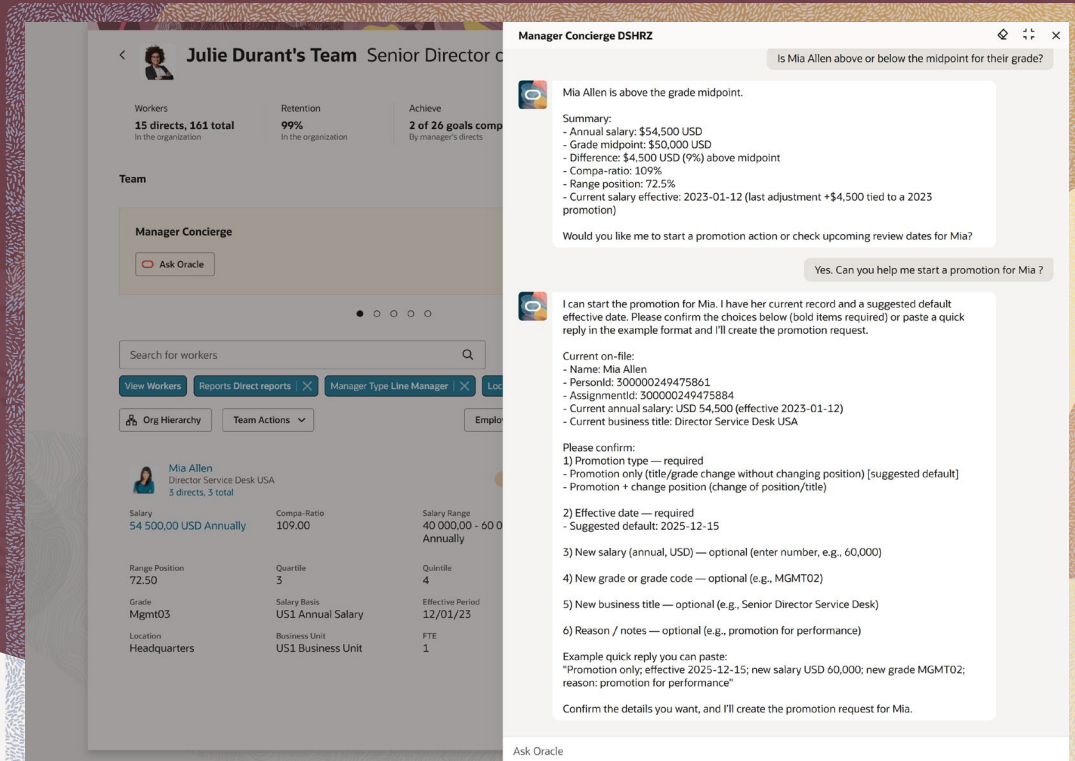 Julie Durant's Team Senior Director
Workers
15 directs, 161 total
In the organization
Retention
99%
In the organization
Achieve
2 of 26 goals comp
By manager's directs
Team
Manager Concierge
Ask Oracle
Search for workers
View Workers
Reports Direct reports
Manager Type Line Manager
Loc
Org Hierarchy
Team Actions
Emplo
Mia Allen
Director Service Desk USA
3 directs, 3 total
Salary
54 500,00 USD Annually
Compa-Ratio
109.00
Salary Range
40 000,00 - 60 0
Annually
Range Position
72.50
Quartile
3
Quintile
4
Grade
Mgmt03
Salary Basis
US1 Annual Salary
Effective Period
12/01/23
Location
Headquarters
Business Unit
US1 Business Unit
FTE
1
Manager Concierge DSHRZ
Is Mia Allen above or below the midpoint for their grade?
Mia Allen is above the grade midpoint.
Summary:
- Annual salary: $54,500 USD
- Grade midpoint: $50,000 USD
- Difference: $4,500 USD (9%) above midpoint
- Compa-ratio: 109%
- Range position: 72.5%
- Current salary effective: 2023-01-12 (last adjustment +$4,500 tied to a 2023
promotion)
Would you like me to start a promotion action or check upcoming review dates for Mia?
Yes. Can you help me start a promotion for Mia ?
I can start the promotion for Mia. I have her current record and a suggested default
effective date. Please confirm the choices below (bold items required) or paste a quick
reply in the example format and I'll create the promotion request.
Current on-file:
- Name: Mia Allen
- PersonId: 300000249475861
- AssignmentId: 300000249475884
- Current annual salary: USD 54,500 (effective 2023-01-12)
- Current business title: Director Service Desk USA
Please confirm:
1) Promotion type — required
- Promotion only (title/grade change without changing position) [suggested default]
- Promotion + change position (change of position/title)
2) Effective date — required
- Suggested default: 2025-12-15
3) New salary (annual, USD) — optional (enter number, e.g., 60,000)
4) New grade or grade code — optional (e.g., MGMT02)
5) New business title — optional (e.g., Senior Director Service Desk)
6) Reason / notes — optional (e.g., promotion for performance)
Example quick reply you can paste:
"Promotion only; effective 2025-12-15; new salary USD 60,000; new grade MGMT02;
reason: promotion for performance"
Confirm the details you want, and I'll create the promotion request for Mia.
Ask Oracle